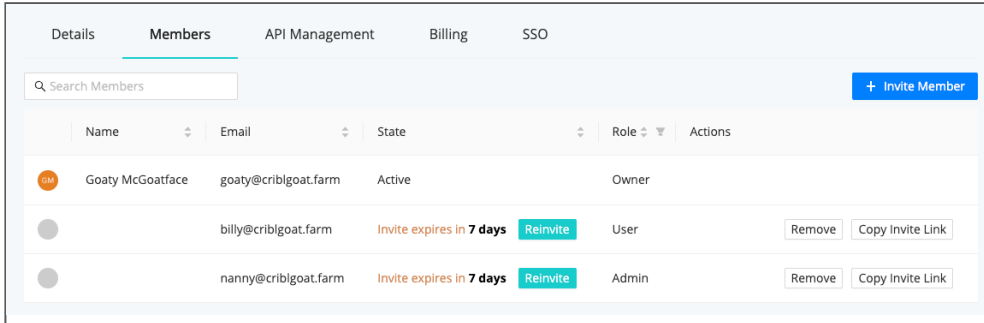 Details Members API Management Billing SSO
Search Members + Invite Member
Name Email State Role Actions
GM Goaty McGoatface goaty@criblgoat.farm Active Owner
billy@criblgoat.farm Invite expires in 7 days Reinvite User Remove Copy Invite Link
nanny@criblgoat.farm Invite expires in 7 days Reinvite Admin Remove Copy Invite Link